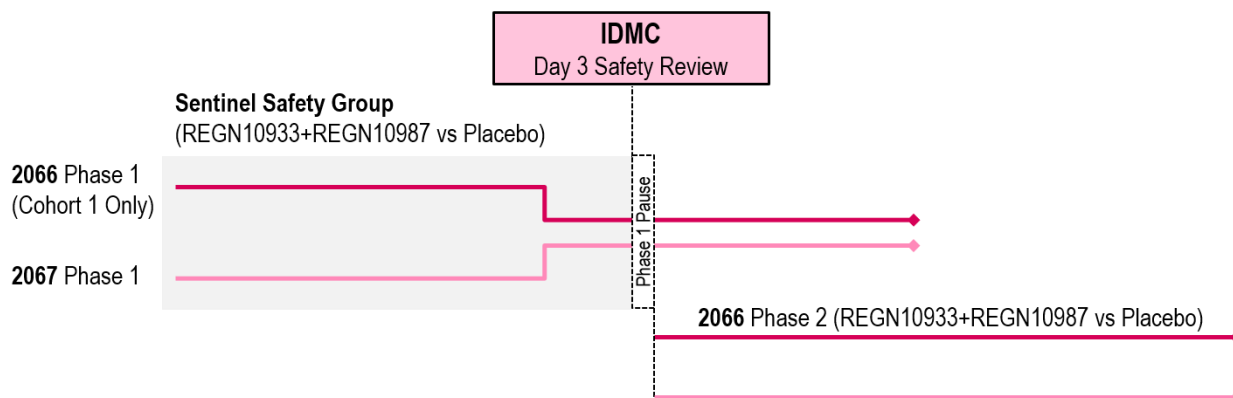 IDMC
Day 3 Safety Review
Sentinel Safety Group
(REGN10933+REGN10987 vs Placebo)
2066 Phase 1
(Cohort 1 Only)
Phase 1 Pause
2067 Phase 1
2066 Phase 2 (REGN10933+REGN10987 vs Placebo)